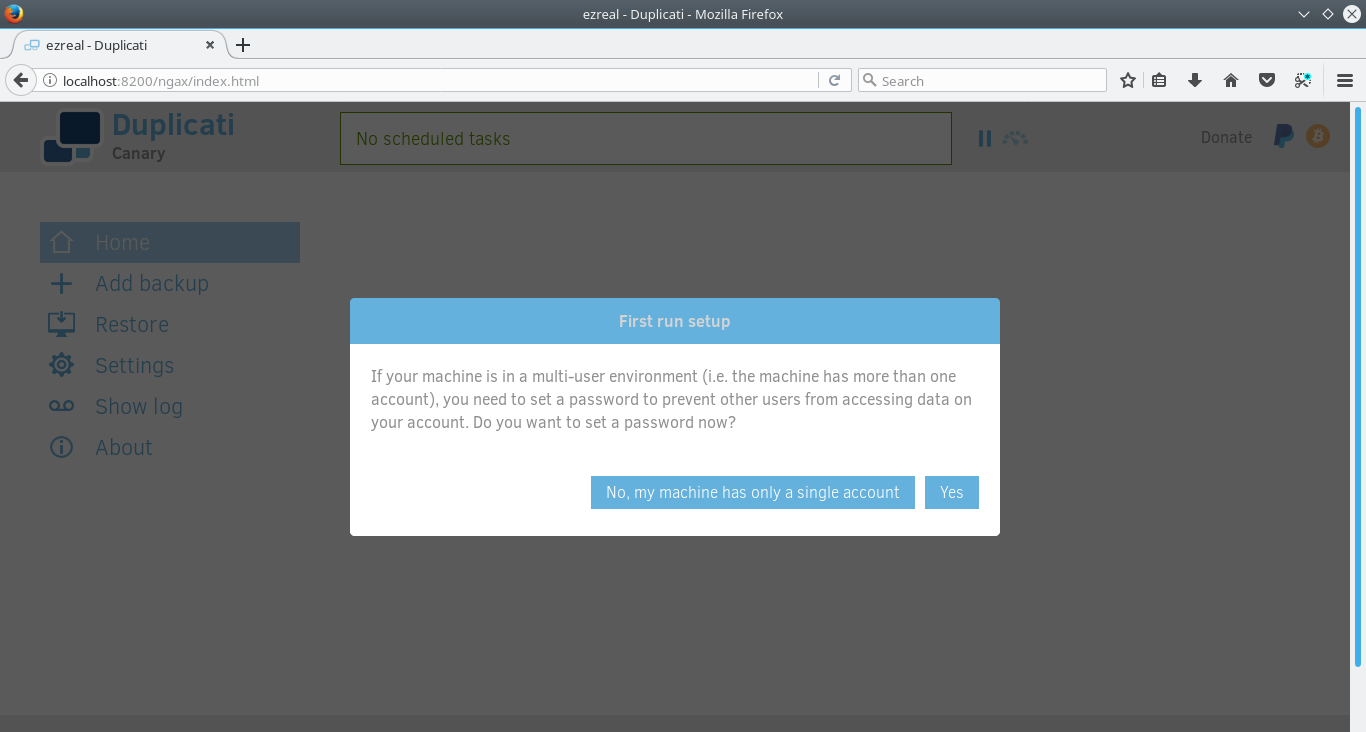 ezreal - Duplicati - Mozilla Firefox
ezreal - Duplicati
localhost:8200/ngax/index.html
Search
Duplicati
Canary
No scheduled tasks
Donate
Home
Add backup
Restore
Settings
Show log
About
First run setup
If your machine is in a multi-user environment (i.e. the machine has more than one
account), you need to set a password to prevent other users from accessing data on
your account. Do you want to set a password now?
No, my machine has only a single account
Yes